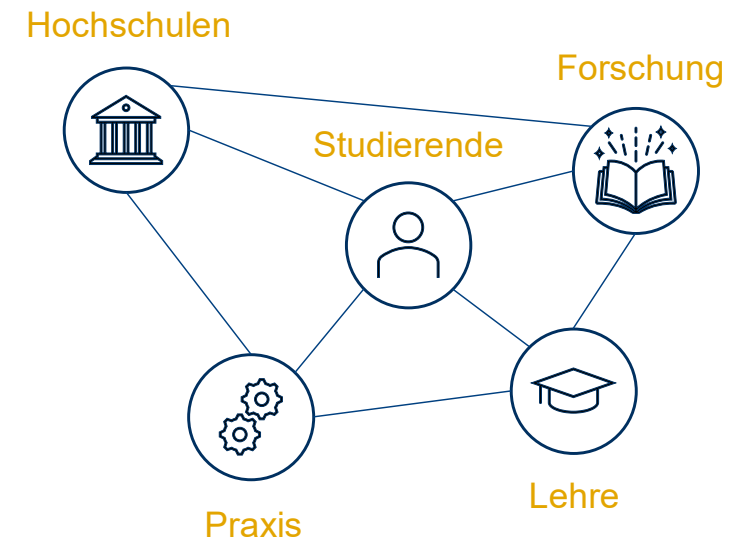 Hochschulen
Forschung
Studierende
Lehre
Praxis